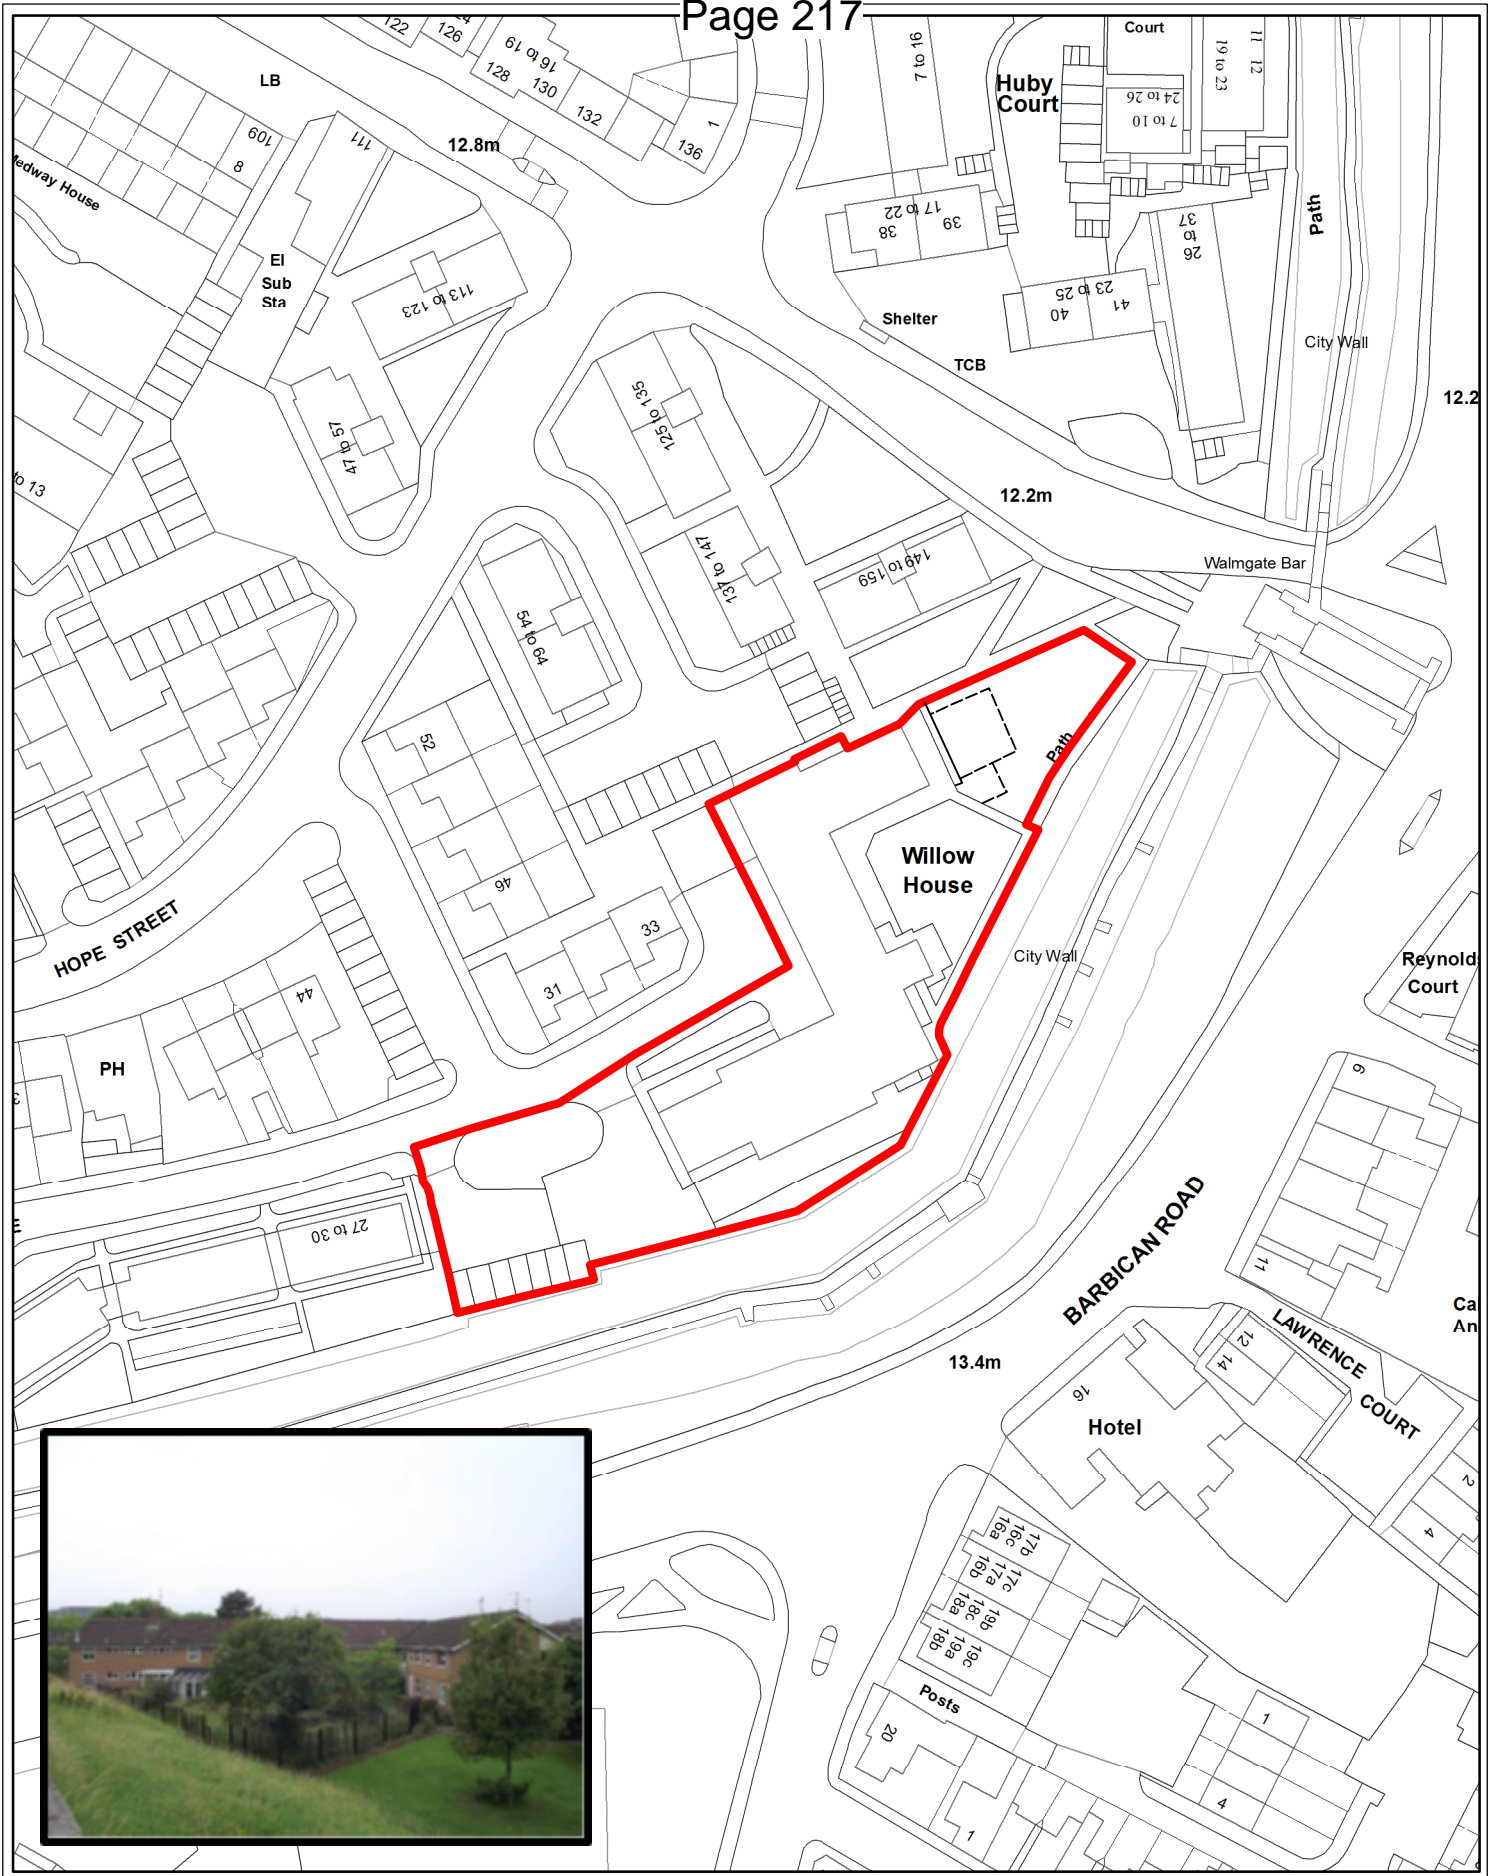 Page 217
122
126
16 to 19
128
130
132
136
1
7 to 16
Court
Huby
Court
19 to 23
11
12
24 to 26
7 to 10
LB
109
8
111
12.8m
Medway House
17 to 22
38
39
37
to
26
Path
El
Sub
Sta
113 to 123
23 to 25
40
41
Shelter
City Wall
TCB
12.2
125 to 135
47 to 57
to 13
12.2m
137 to 147
149 to 159
Walmgate Bar
54 to 64
52
Path
Willow
House
46
33
31
HOPE STREET
44
City Wall
Reynolds
Court
PH
6
27 to 30
BARBICAN ROAD
11
Ca
An
LAWRENCE
COURT
12
14
13.4m
16
Hotel
2
4
16a
16c
17b
16b
17a
17c
18a
18c
19b
18b
19a
19c
Posts
20
1
1
4